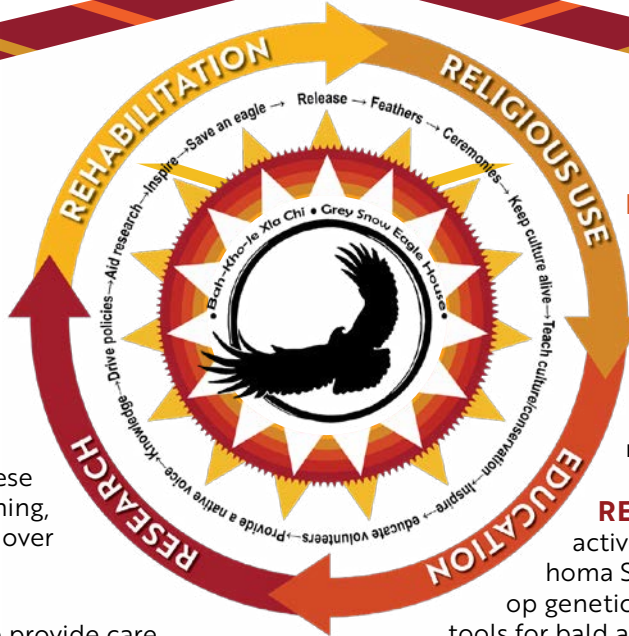 REHABILITATION
RELIGIOUS USE
EDUCATION
RESEARCH
Save an eagle → Release → Feathers → Ceremonies → Keep culture alive → Teach culture/conservation → Inspire → educate volunteers → Provide a native voice → Knowledge → Drive policies → Aid research → Inspire →
• Bah-Kho-Je Xla Chi • Grey Snow Eagle House •
over
provide care
RE
activ
homa S
op genetic
tools for bald a